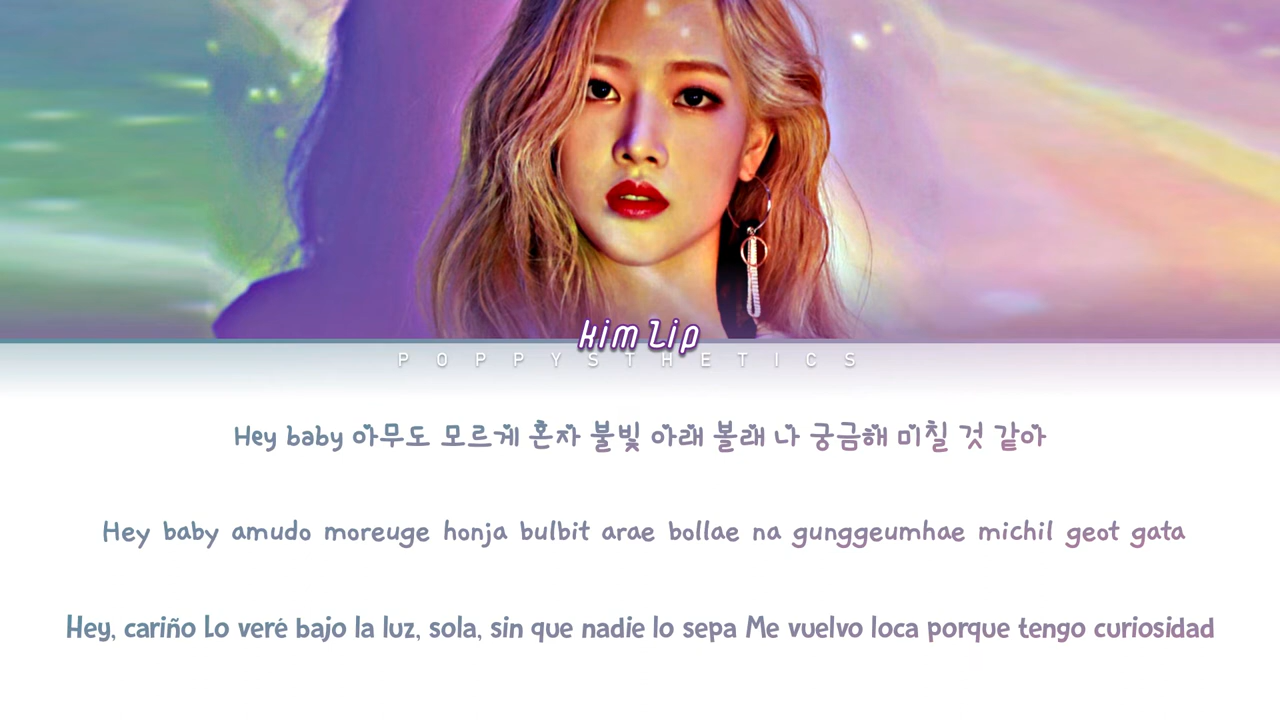 kim lip
POPPYSTHETICS
Hey baby 아무도 모르게 혼자 불빛 아래 볼래 나 궁금해 미칠 것 같아
Hey baby amudo moreuge honja bulbit arae bollae na gunggeumhae michil geot gata
Hey, cariño Lo veré bajo la luz, sola, sin que nadie lo sepa Me vuelvo loca porque tengo curiosidad